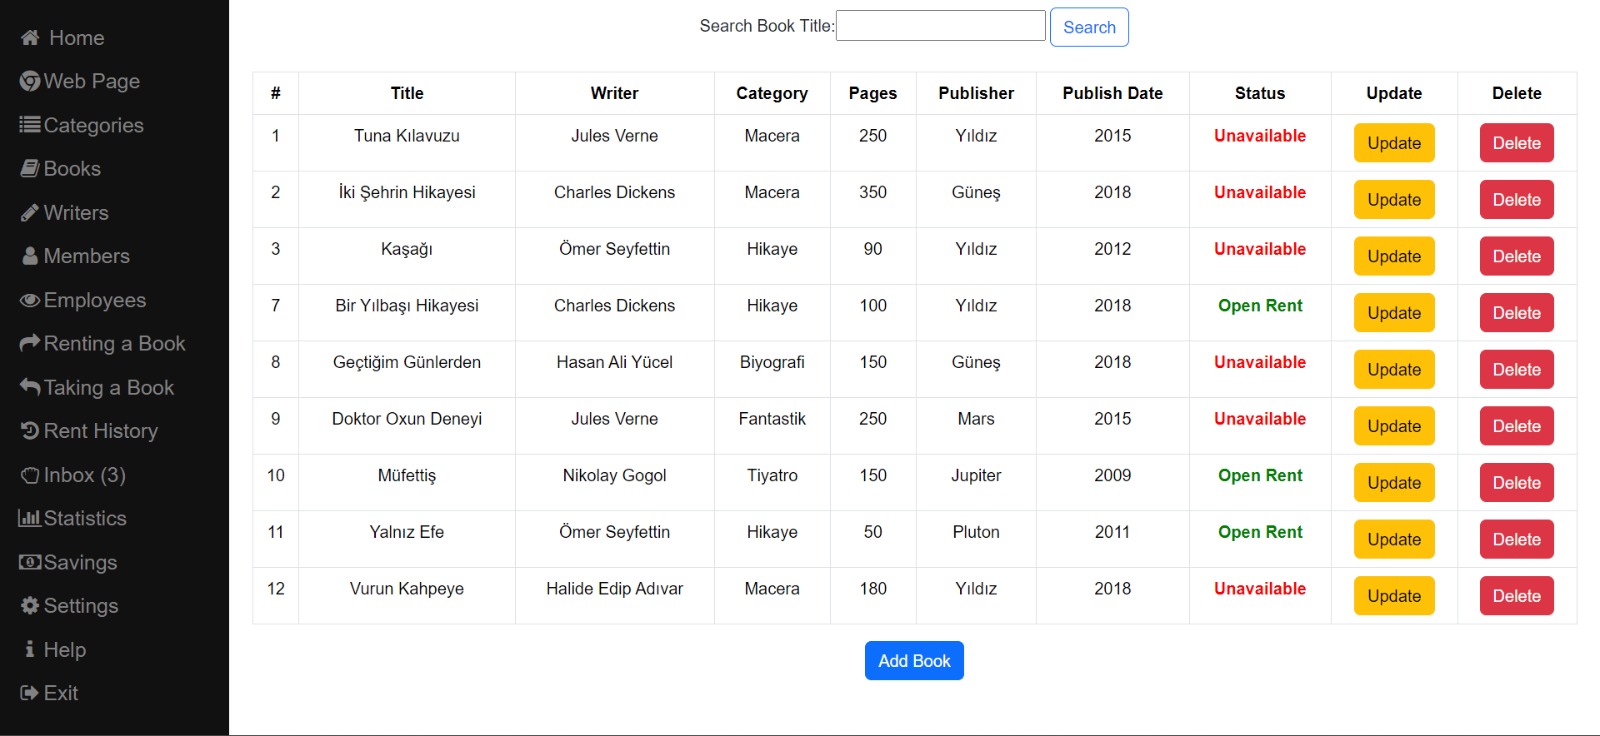 Home
Web Page
Categories
Books
Writers
Members
Employees
Renting a Book
Taking a Book
Rent History
Inbox (3)
Statistics
Savings
Settings
Help
Exit
Search Book Title: Search
# Title Writer Category Pages Publisher Publish Date Status Update Delete
1 Tuna Kılavuzu Jules Verne Macera 250 Yıldız 2015 Unavailable Update Delete
2 İki Şehrin Hikayesi Charles Dickens Macera 350 Güneş 2018 Unavailable Update Delete
3 Kaşağı Ömer Seyfettin Hikaye 90 Yıldız 2012 Unavailable Update Delete
7 Bir Yılbaşı Hikayesi Charles Dickens Hikaye 100 Yıldız 2018 Open Rent Update Delete
8 Geçtiğim Günlerden Hasan Ali Yücel Biyografi 150 Güneş 2018 Unavailable Update Delete
9 Doktor Oxun Deneyi Jules Verne Fantastik 250 Mars 2015 Unavailable Update Delete
10 Müfettiş Nikolay Gogol Tiyatro 150 Jupiter 2009 Open Rent Update Delete
11 Yalnız Efe Ömer Seyfettin Hikaye 50 Pluton 2011 Open Rent Update Delete
12 Vurun Kahpeye Halide Edip Adıvar Macera 180 Yıldız 2018 Unavailable Update Delete
Add Book